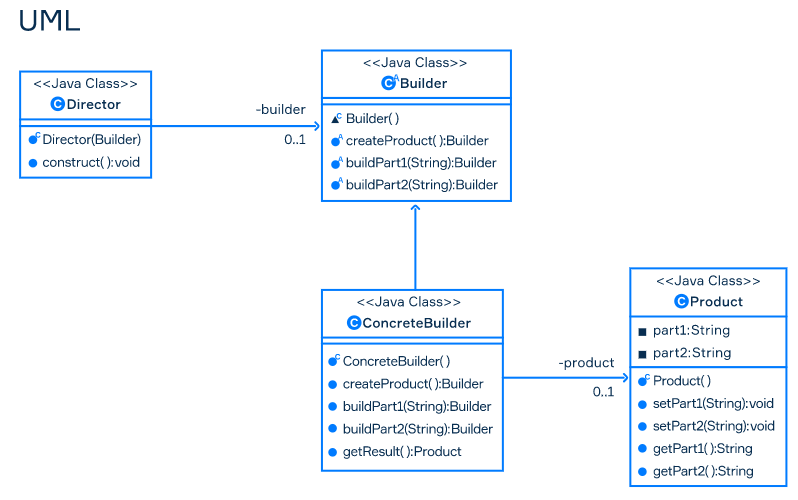 UML
<<Java Class>>
C Director
C Director(Builder)
construct( ):void
-builder
0..1
<<Java Class>>
C A Builder
C Builder( )
A createProduct( ):Builder
A buildPart1(String):Builder
A buildPart2(String):Builder
<<Java Class>>
C ConcreteBuilder
C ConcreteBuilder( )
createProduct( ):Builder
buildPart1(String):Builder
buildPart2(String):Builder
getResult( ):Product
-product
0..1
<<Java Class>>
C Product
part1:String
part2:String
C Product( )
setPart1(String):void
setPart2(String):void
getPart1( ):String
getPart2( ):String